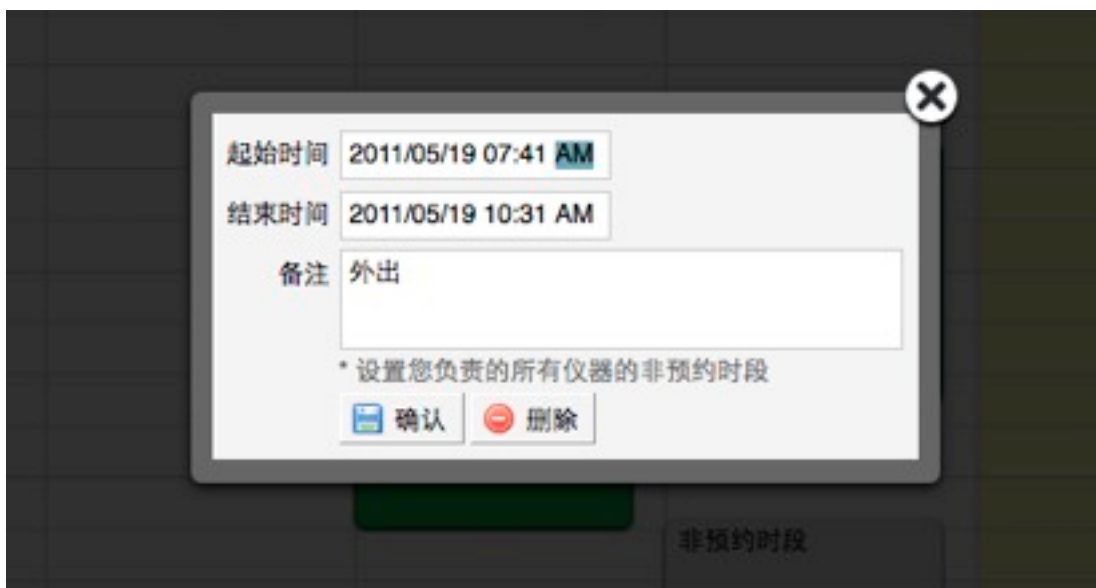 起始时间 2011/05/19 07:41 AM
结束时间 2011/05/19 10:31 AM
备注 外出
* 设置您负责的所有仪器的非预约时段
确认 删除
非预约时段